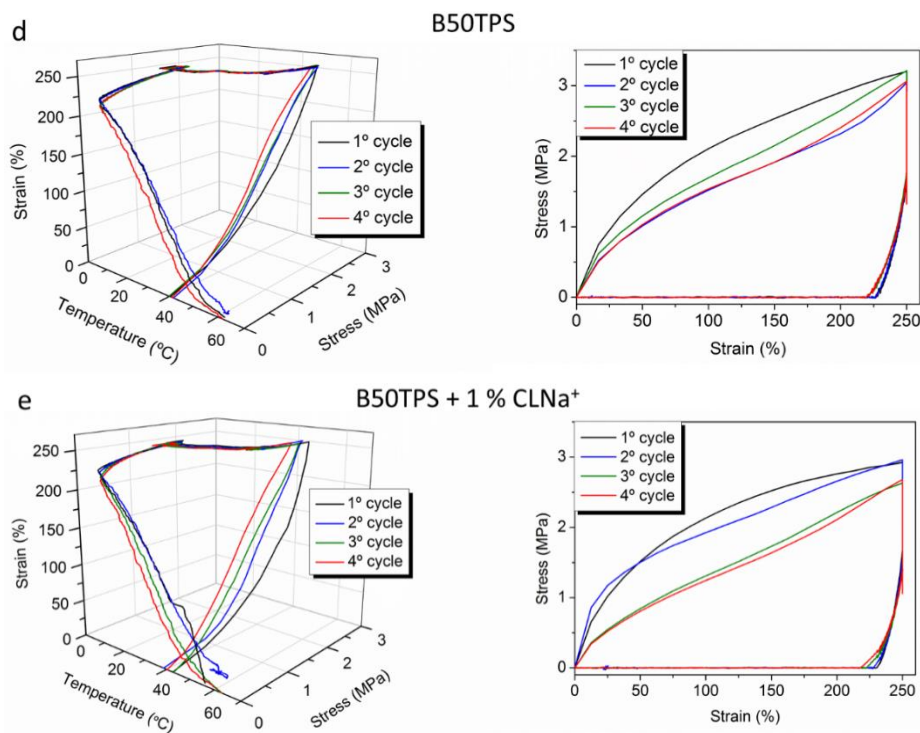 d
B50TPS
250
200
150
100
50
0
Strain (%)
0
20
40
60
Temperature (ºC)
0
1
2
3
Stress (MPa)
1º cycle
2º cycle
3º cycle
4º cycle
3
2
1
0
Stress (MPa)
1º cycle
2º cycle
3º cycle
4º cycle
0
50
100
150
200
250
Strain (%)
e
B50TPS + 1 % CLNa⁺
250
200
150
100
50
0
Strain (%)
0
20
40
60
Temperature (ºC)
0
1
2
3
Stress (MPa)
1º cycle
2º cycle
3º cycle
4º cycle
3
2
1
0
Stress (MPa)
1º cycle
2º cycle
3º cycle
4º cycle
0
50
100
150
200
250
Strain (%)